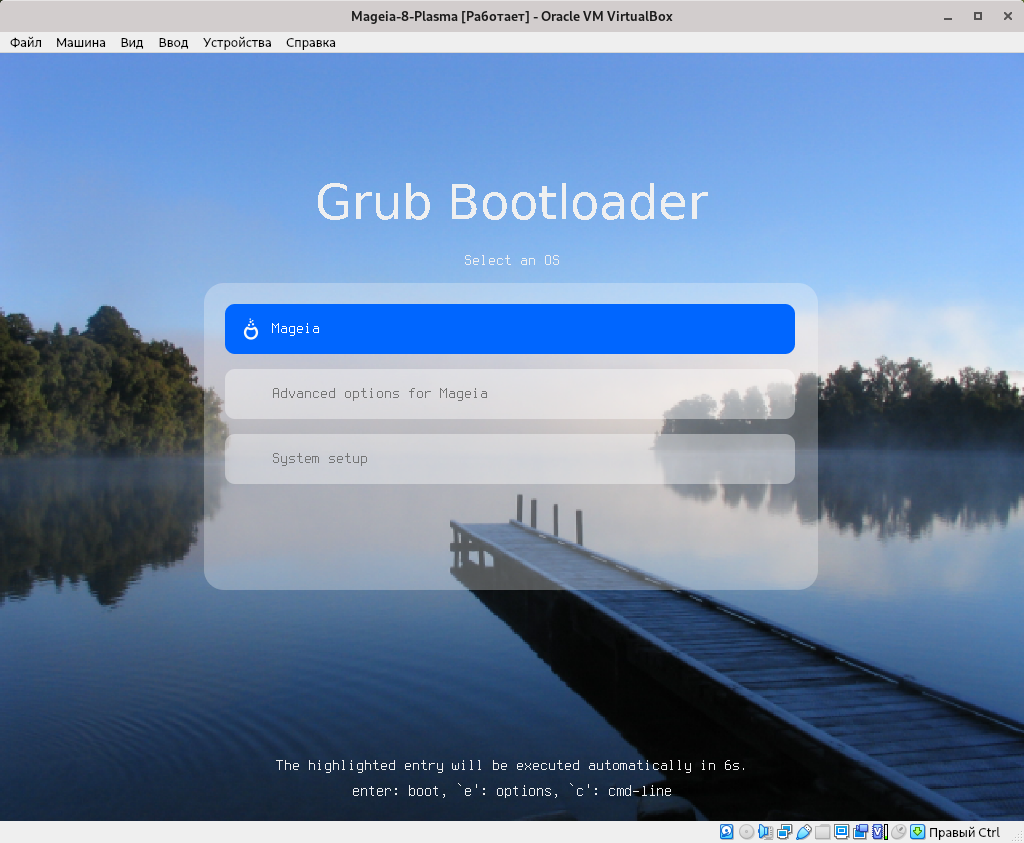 Mageia-8-Plasma [Работает] - Oracle VM VirtualBox
Файл Машина Вид Ввод Устройства Справка
Grub Bootloader
Select an OS
Mageia
Advanced options for Mageia
System setup
The highlighted entry will be executed automatically in 6s.
enter: boot, `e': options, `c': cmd-line
Правый Ctrl